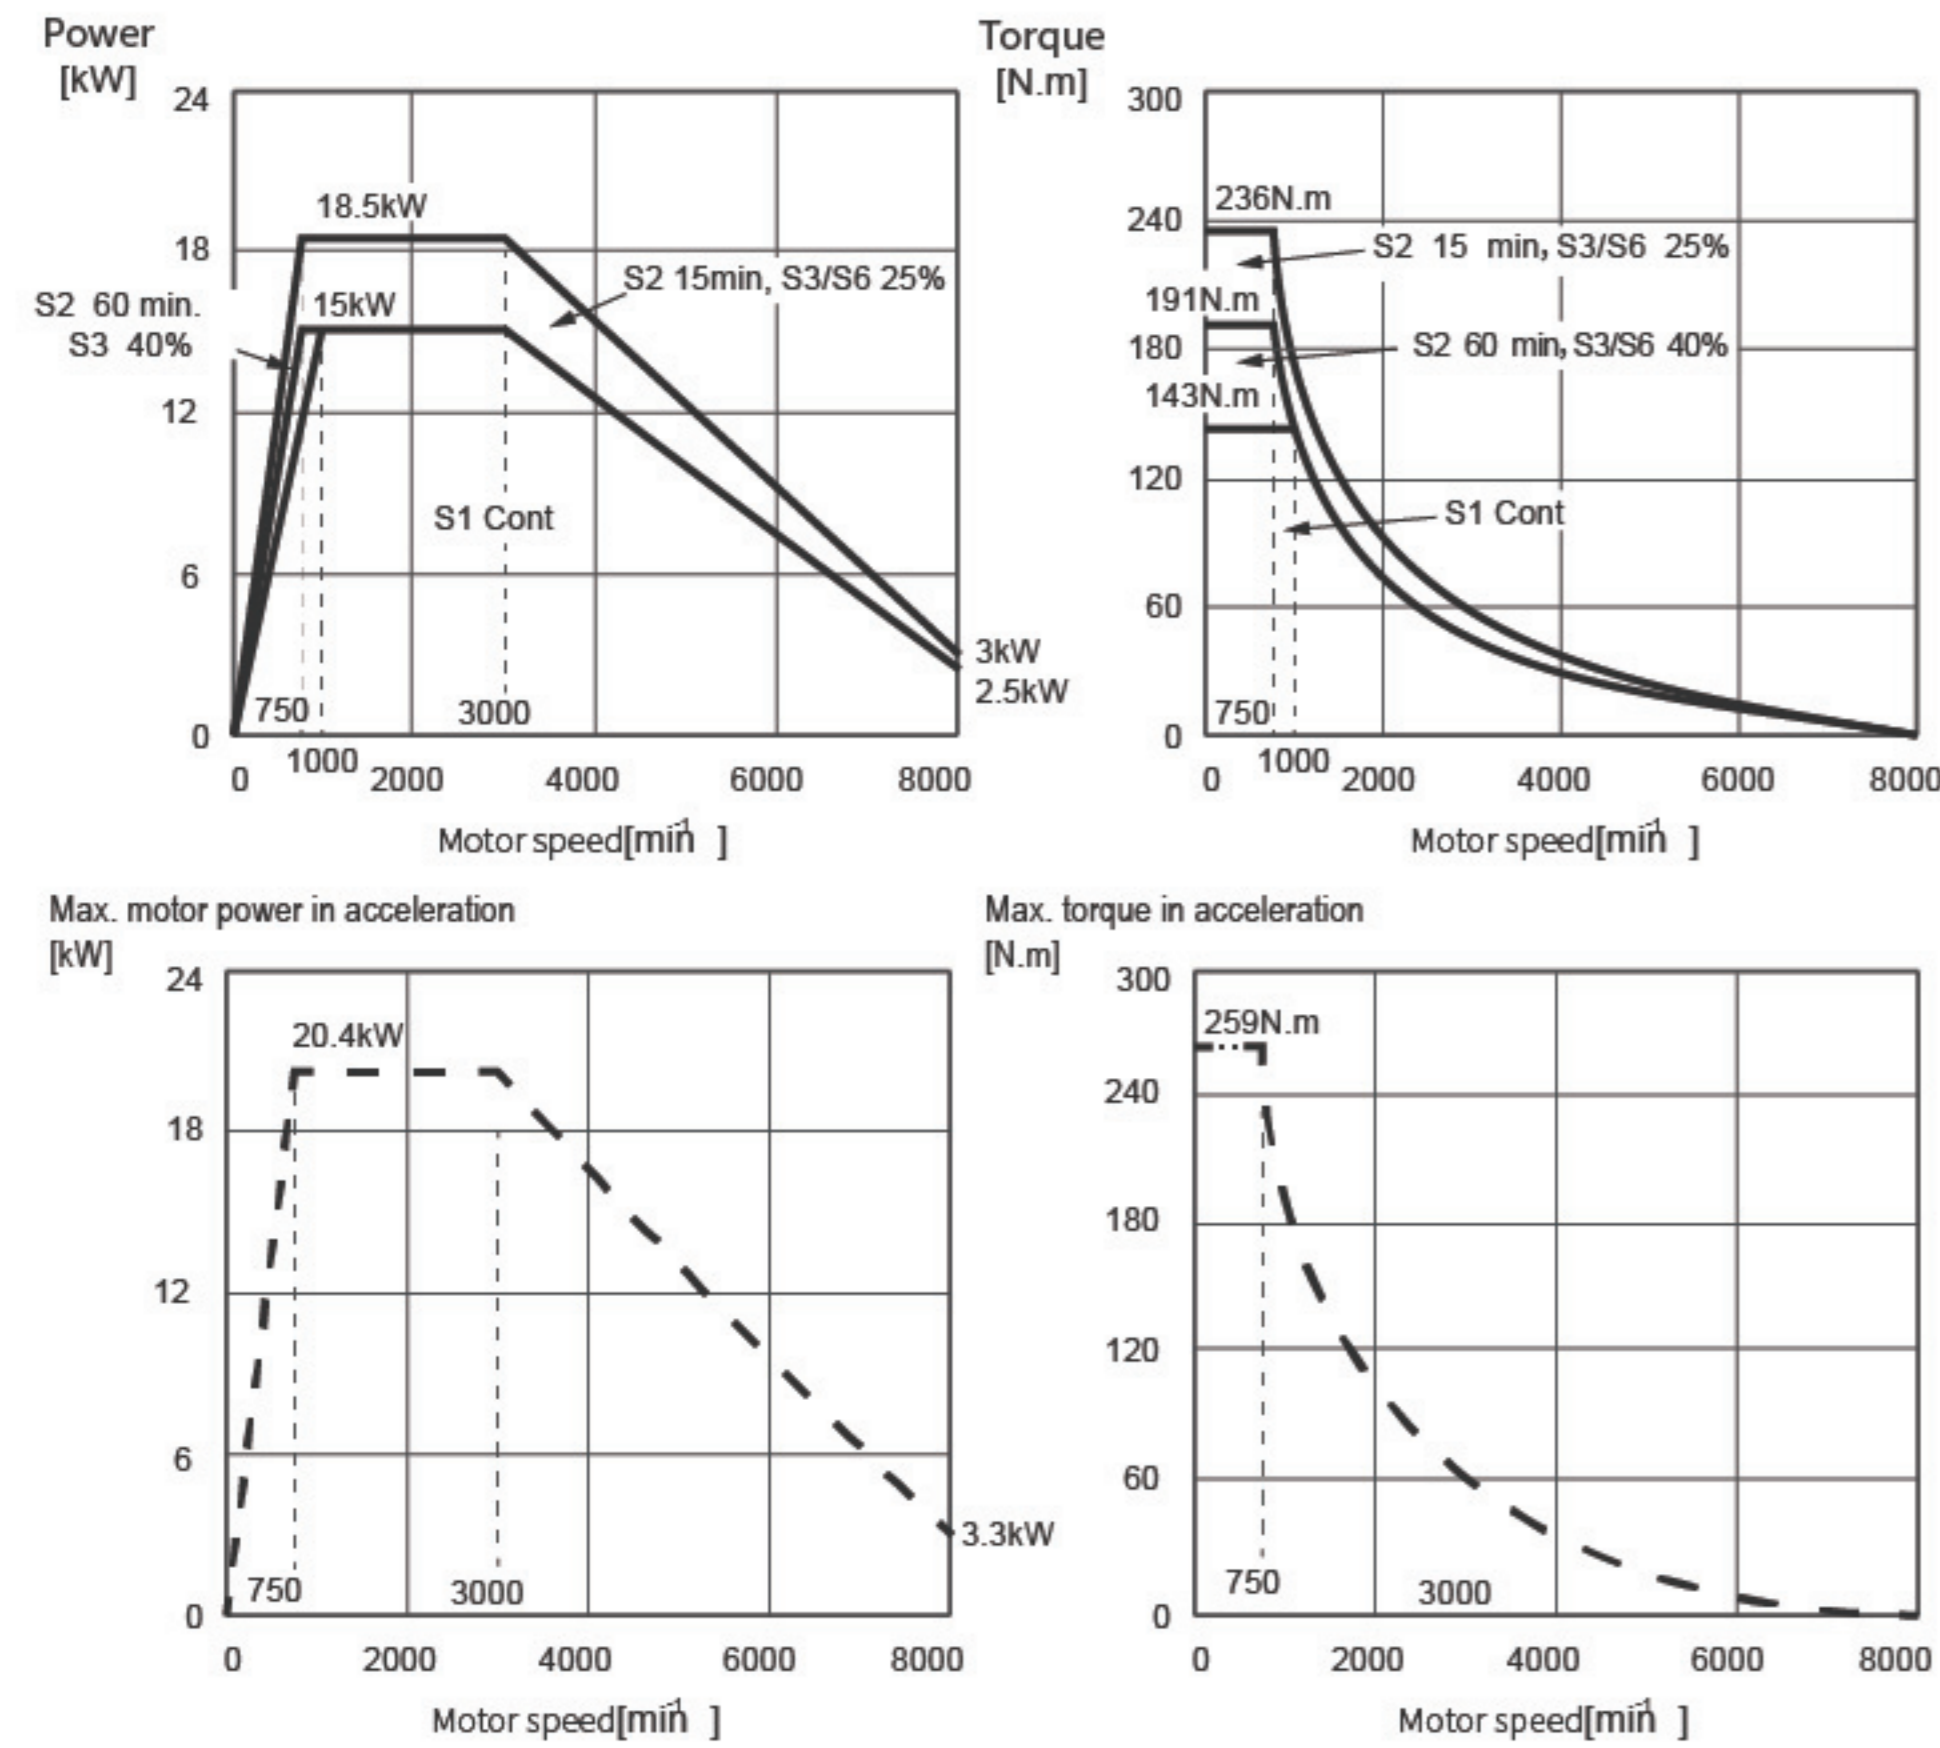 Power
[kW]
24
18
12
6
0
18.5kW
15kW
S2 60 min.
S3 40%
S2 15min, S3/S6 25%
S1 Cont
3kW
2.5kW
750
3000
0
1000
2000
4000
6000
8000
Motor speed[min-1 ]
Torque
[N.m]
300
240
180
120
60
0
236N.m
S2 15 min, S3/S6 25%
191N.m
S2 60 min, S3/S6 40%
143N.m
S1 Cont
750
0
1000
2000
4000
6000
8000
Motor speed[min-1 ]
Max. motor power in acceleration
[kW]
24
18
12
6
0
20.4kW
3.3kW
750
3000
0
2000
4000
6000
8000
Motor speed[min-1 ]
Max. torque in acceleration
[N.m]
300
240
180
120
60
0
259N.m
750
3000
0
2000
4000
6000
8000
Motor speed[min-1 ]